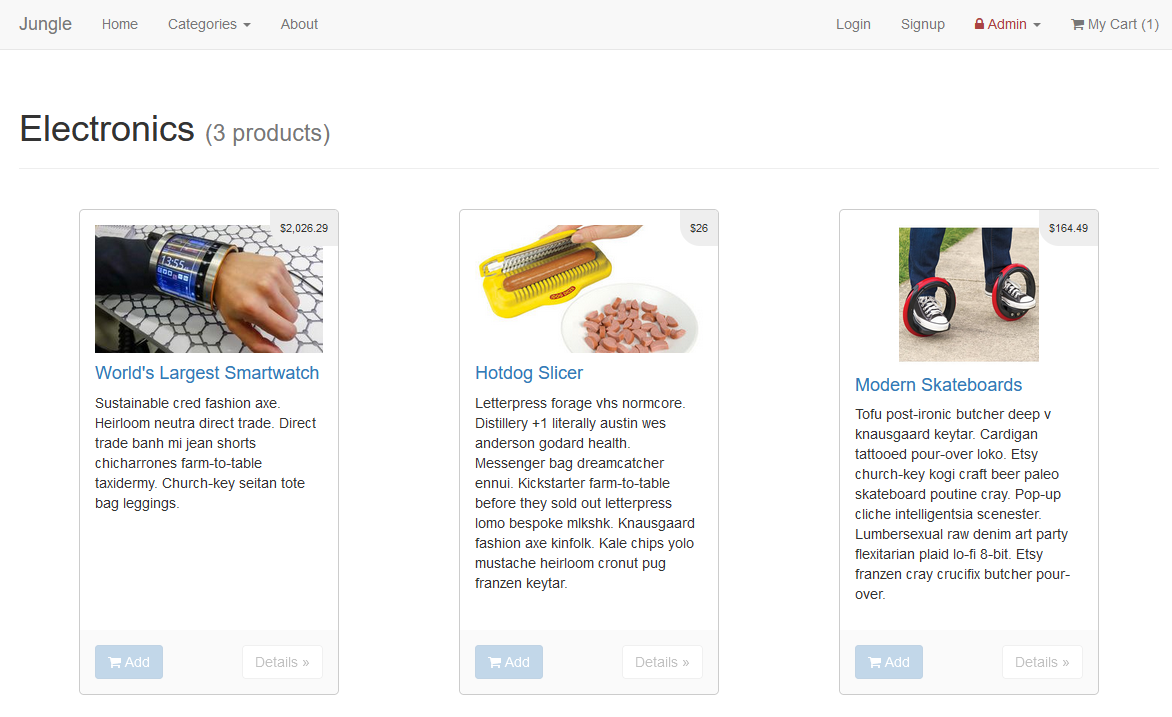 Jungle Home Categories About Login Signup Admin My Cart (1)
Electronics (3 products)
$2,026.29
13:55
World's Largest Smartwatch
Sustainable cred fashion axe.
Heirloom neutra direct trade. Direct
trade banh mi jean shorts
chicharrones farm-to-table
taxidermy. Church-key seitan tote
bag leggings.
Add Details »
$26
Hotdog Slicer
Letterpress forage vhs normcore.
Distillery +1 literally austin wes
anderson godard health.
Messenger bag dreamcatcher
ennui. Kickstarter farm-to-table
before they sold out letterpress
lomo bespoke mlkshk. Knausgaard
fashion axe kinfolk. Kale chips yolo
mustache heirloom cronut pug
franzen keytar.
Add Details »
$164.49
Modern Skateboards
Tofu post-ironic butcher deep v
knausgaard keytar. Cardigan
tattooed pour-over loko. Etsy
church-key kogi craft beer paleo
skateboard poutine cray. Pop-up
cliche intelligentsia scenester.
Lumbersexual raw denim art party
flexitarian plaid lo-fi 8-bit. Etsy
franzen cray crucifix butcher pour-
over.
Add Details »